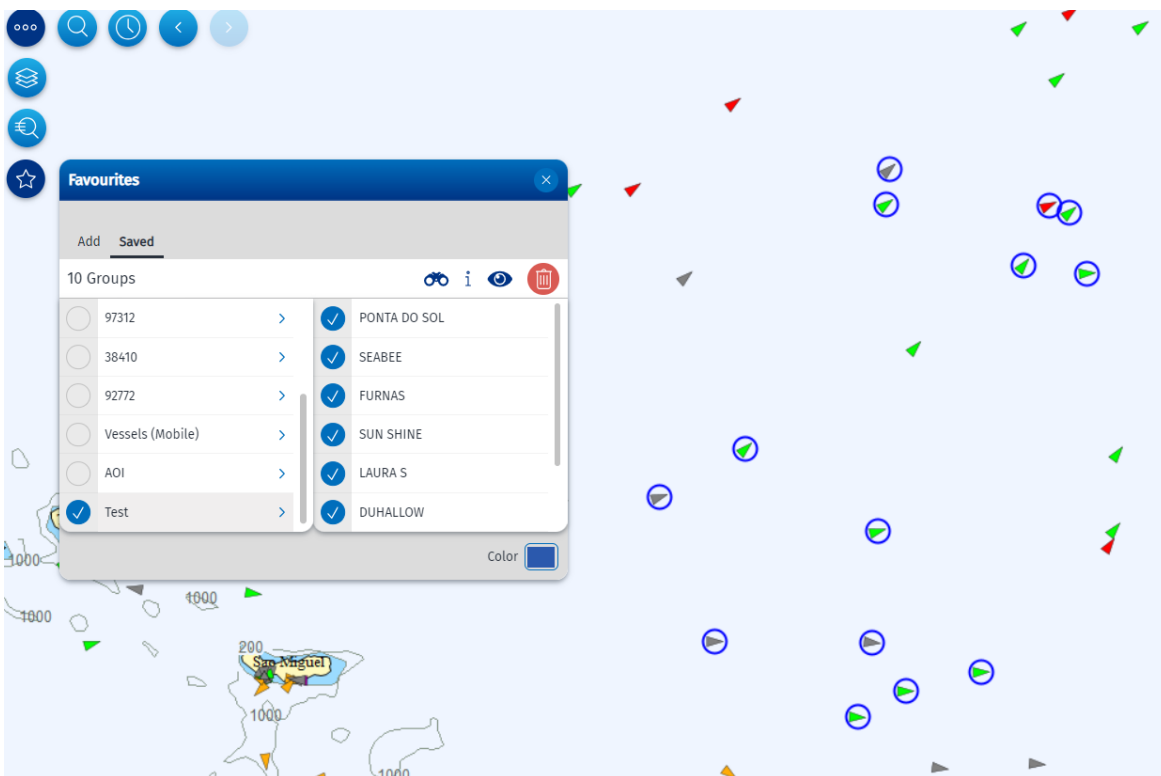 Favourites
Add Saved
10 Groups
97312
38410
92772
Vessels (Mobile)
AOI
Test
PONTA DO SOL
SEABEE
FURNAS
SUN SHINE
LAURA S
DUHALLOW
Color
1000
1000
1000
200
San Miguel
1000
1000